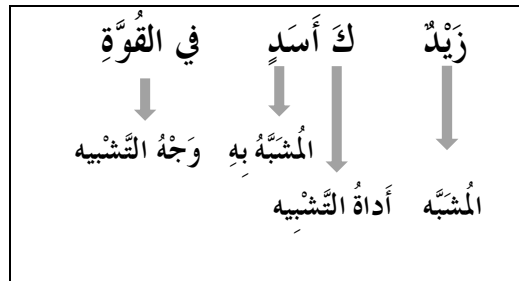 زَيْدٌ كَ أَسَدٍ في القُوَّةِ
المُشَبَّهُ بِهِ وَجْهُ التَّشْبيه
المُشَبَّه أَداةُ التَّشْبِيه